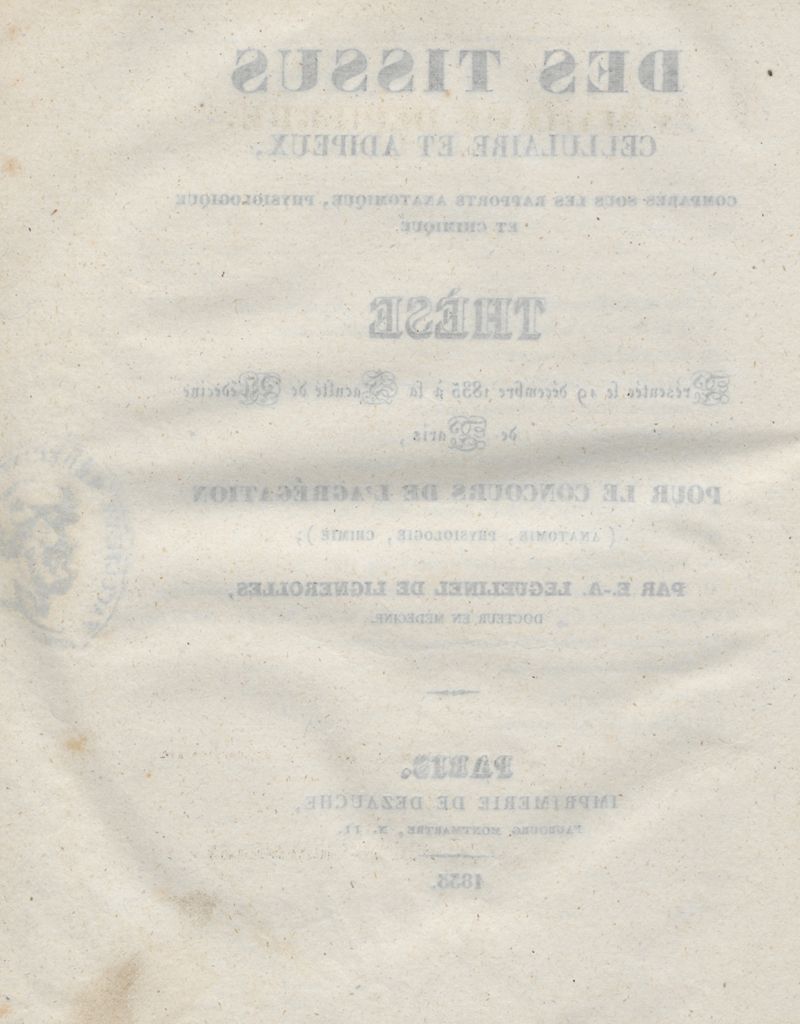 DES TISSUS
CELLULAIRE ET ADIPEUX,
COMPARÉS SOUS LES RAPPORTS ANATOMIQUE, PHYSIOLOGIQUE
ET CHIMIQUE.
THÈSE
Présentée le 19 décembre 1835 à la Faculté de Médecine
de Paris,
POUR LE CONCOURS DE L'AGRÉGATION
(ANATOMIE, PHYSIOLOGIE, CHIMIE);
PAR E.-A. LEGUELINEL DE LIGNEROLLES,
DOCTEUR EN MÉDECINE.
PARIS.
IMPRIMERIE DE DEZAUCHE,
FAUBOURG MONTMARTRE, N. 11.
1835.